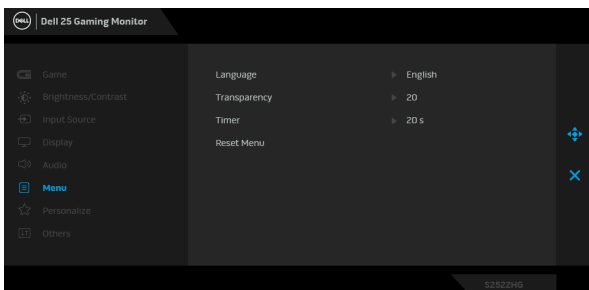 DELL Dell 25 Gaming Monitor
Game
Brightness/Contrast
Input Source
Display
Audio
Menu
Personalize
Others
Language English
Transparency 20
Timer 20 s
Reset Menu
S2522HG